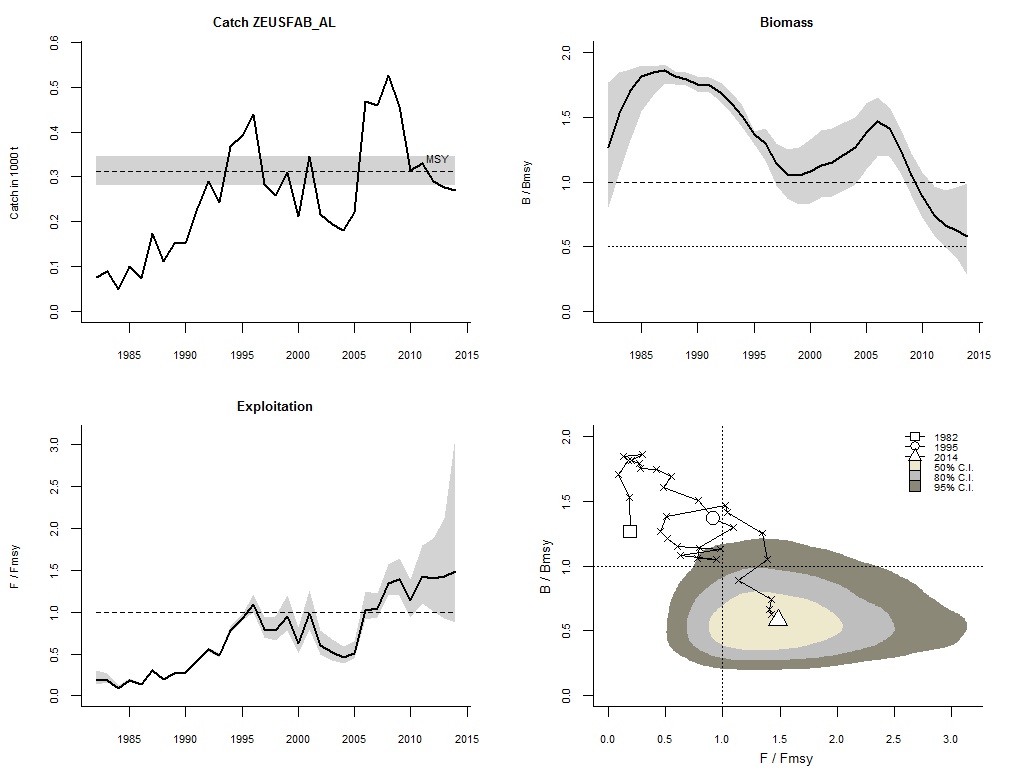 Catch ZEUSFAB_AL
Catch in 1000 t
0.6
0.5
0.4
0.3
0.2
0.1
0.0
MSY
1985 1990 1995 2000 2005 2010 2015
Biomass
B / Bmsy
2.0
1.5
1.0
0.5
0.0
1985 1990 1995 2000 2005 2010 2015
Exploitation
F / Fmsy
3.0
2.5
2.0
1.5
1.0
0.5
0.0
1985 1990 1995 2000 2005 2010 2015
B / Bmsy
2.0
1.5
1.0
0.5
0.0
1982
1995
2014
50% C.I.
80% C.I.
95% C.I.
0.0 0.5 1.0 1.5 2.0 2.5 3.0
F / Fmsy